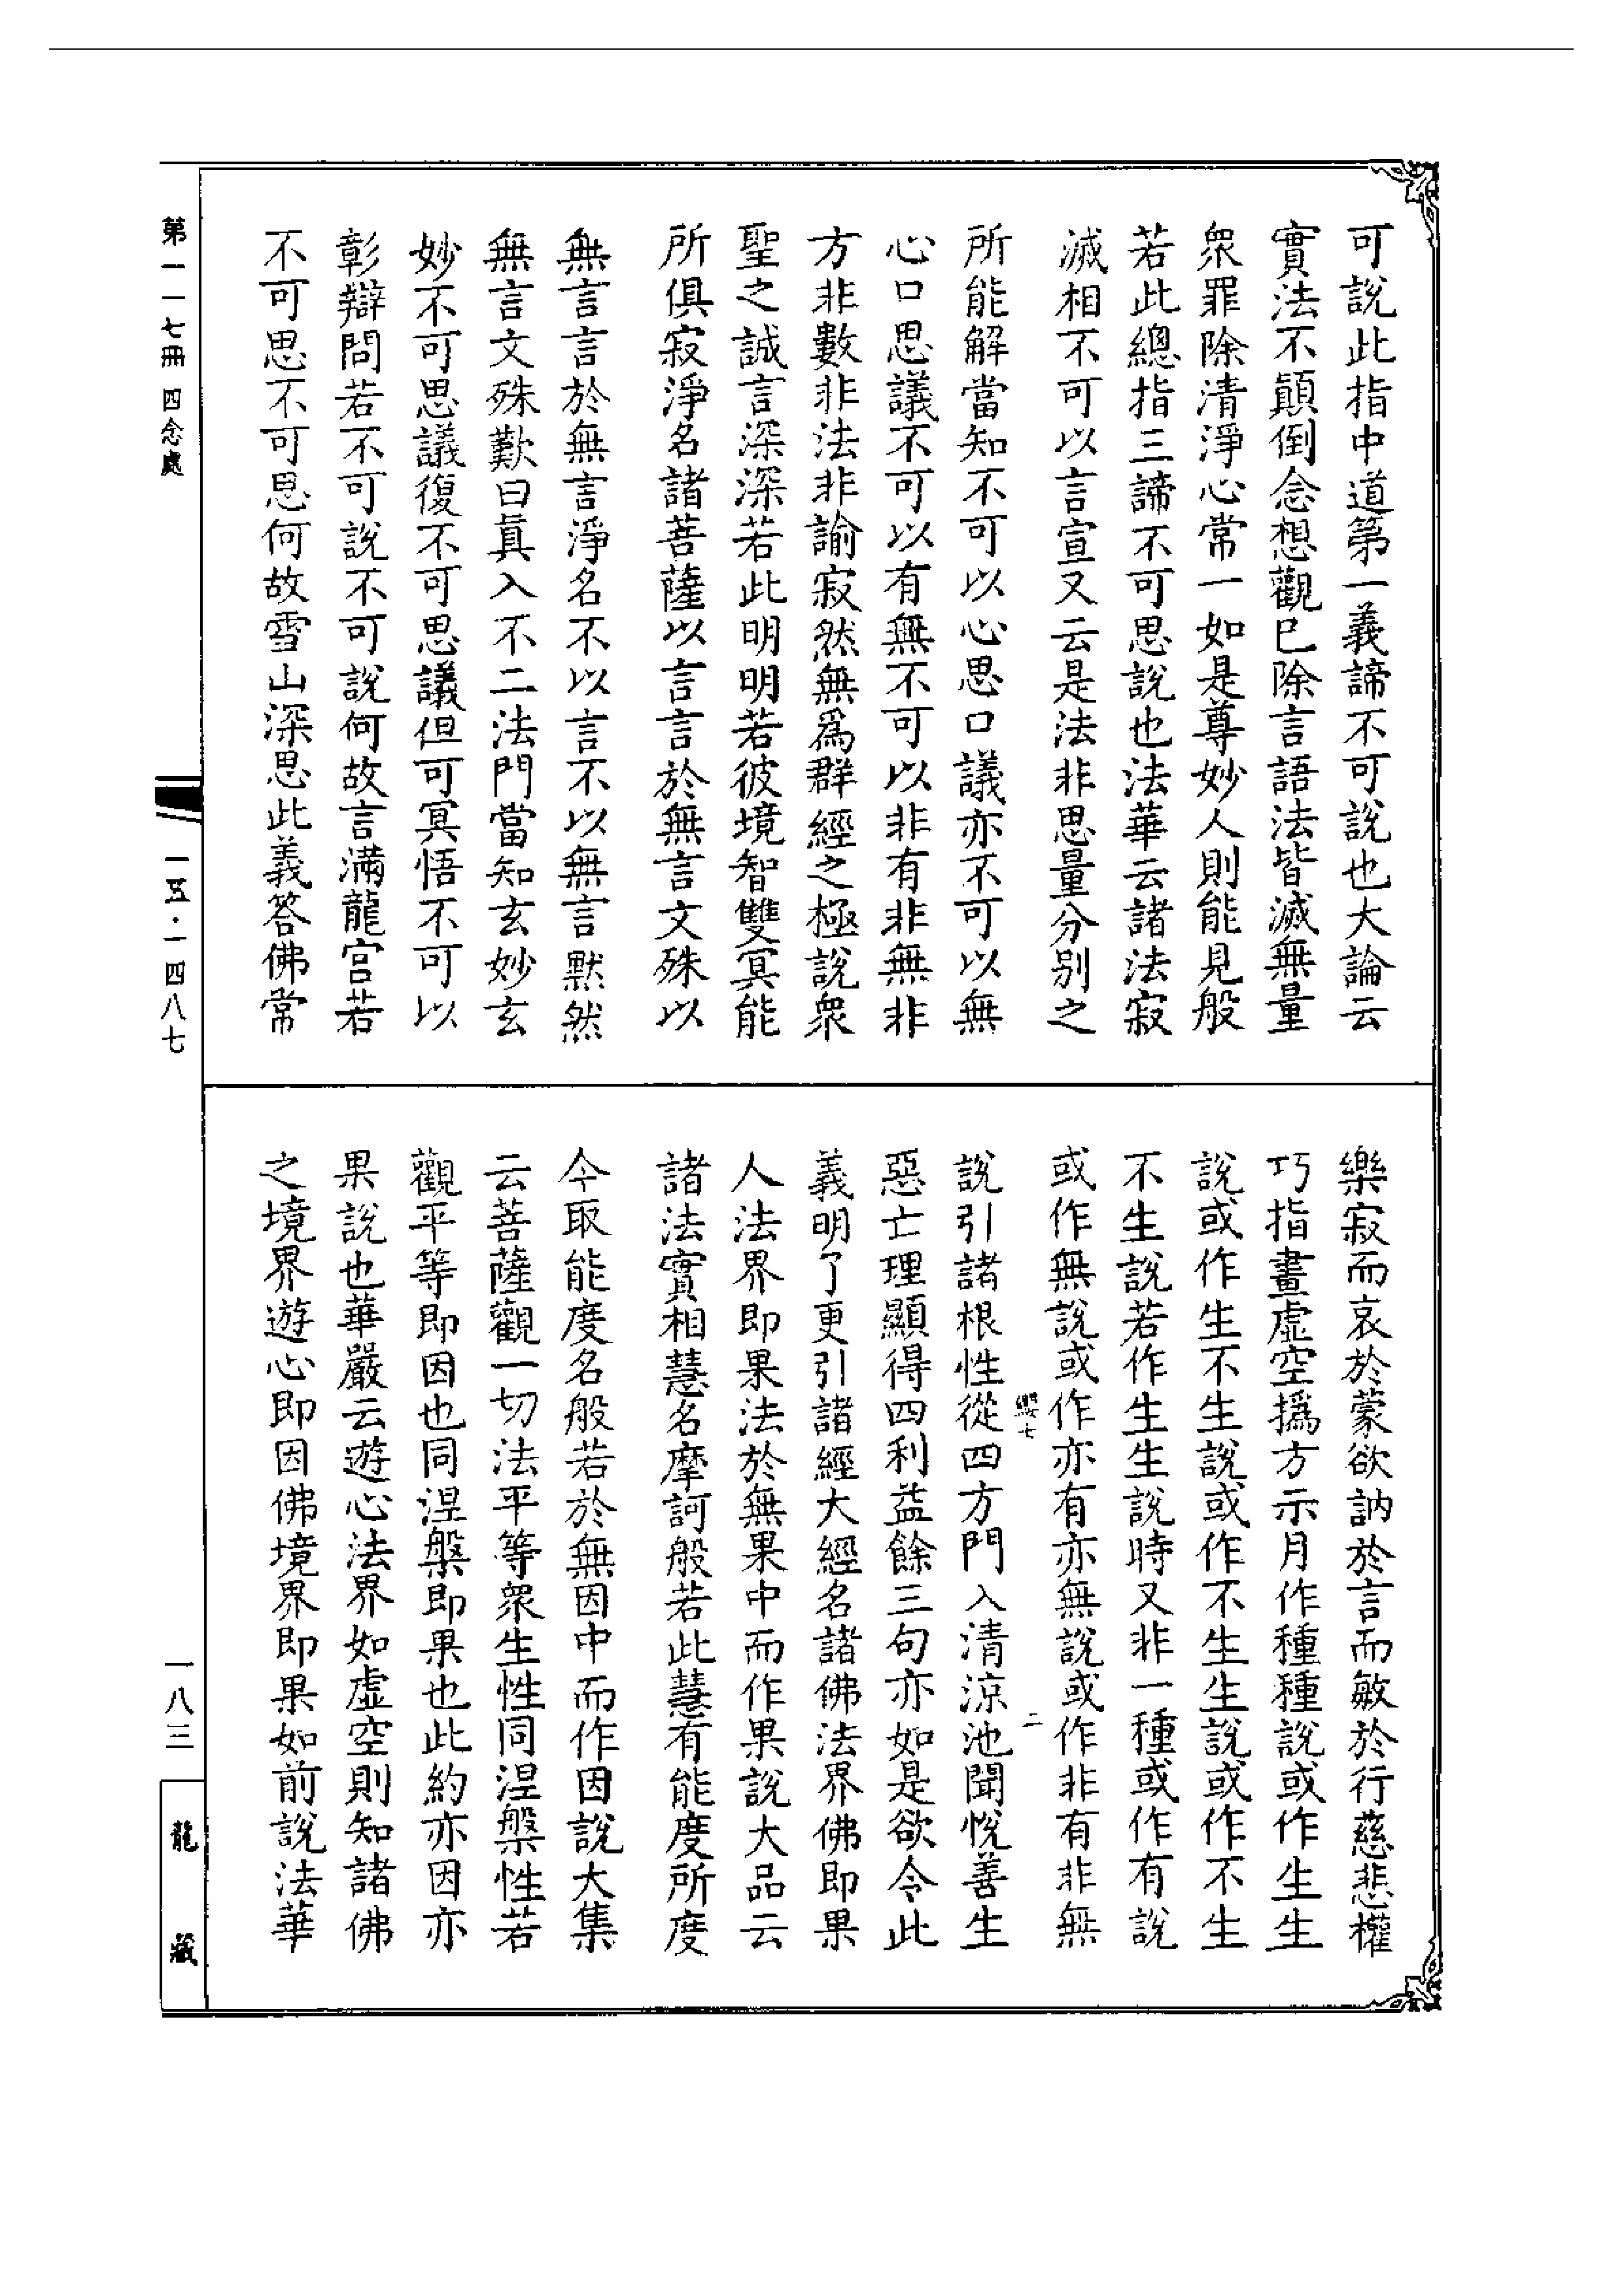 可說此指中道第一義諦不可說也大論云
實法不顛倒念想觀巳除言語法皆滅無量
衆罪除清淨心常一如是尊妙人則能見般
若此總指三諦不可思說也法華云諸法寂
滅相不可以言宣又云是法非思量分別之
所能解當知不可以心思口議亦不可以無
心口思議不可以有無不可以非有非無非
方非數非法非諭寂然無爲群經之極說衆
聖之誠言深深若此明明若彼境智雙冥能
所俱寂淨名諸菩薩以言言於無言文殊以
無言言於無言淨名不以言不以無言默然
無言文殊歎曰眞入不二法門當知玄妙玄
妙不可思議復不可思議但可冥悟不可以
彰辯問若不可說不可說何故言滿龍宮若
不可思不可思何故雪山深思此義答佛常
樂寂而哀於蒙欲訥於言而敏於行慈悲權
巧指畫虛空撝方示月作種種說或作生生
說或作生不生說或作不生生說或作不生
不生說若作生生說時又非一種或作有說
或作無說或作亦有亦無說或作非有非無
纓七
二
說引諸根性從四方門入清涼池聞悅善生
惡亡理顯得四利益餘三句亦如是欲令此
義明了更引諸經大經名諸佛法界佛即果
人法界即果法於無果中而作果說大品云
諸法實相慧名摩訶般若此慧有能度所度
今取能度名般若於無因中而作因說大集
云菩薩觀一切法平等衆生性同涅槃性若
觀平等即因也同涅槃即果也此約亦因亦
果說也華嚴云遊心法界如虛空則知諸佛
之境界遊心即因佛境界即果如前說法華
第一一七冊 四念處
一五·一四八七
一八三
龍藏